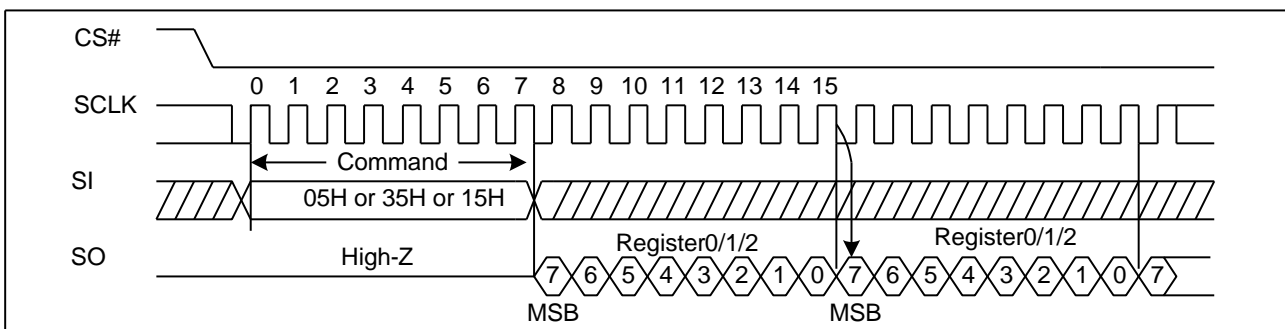 CS#
0 1 2 3 4 5 6 7 8 9 10 11 12 13 14 15
SCLK
Command
SI
05H or 35H or 15H
Register0/1/2 Register0/1/2
SO
High-Z
7 6 5 4 3 2 1 0 7 6 5 4 3 2 1 0 7
MSB MSB